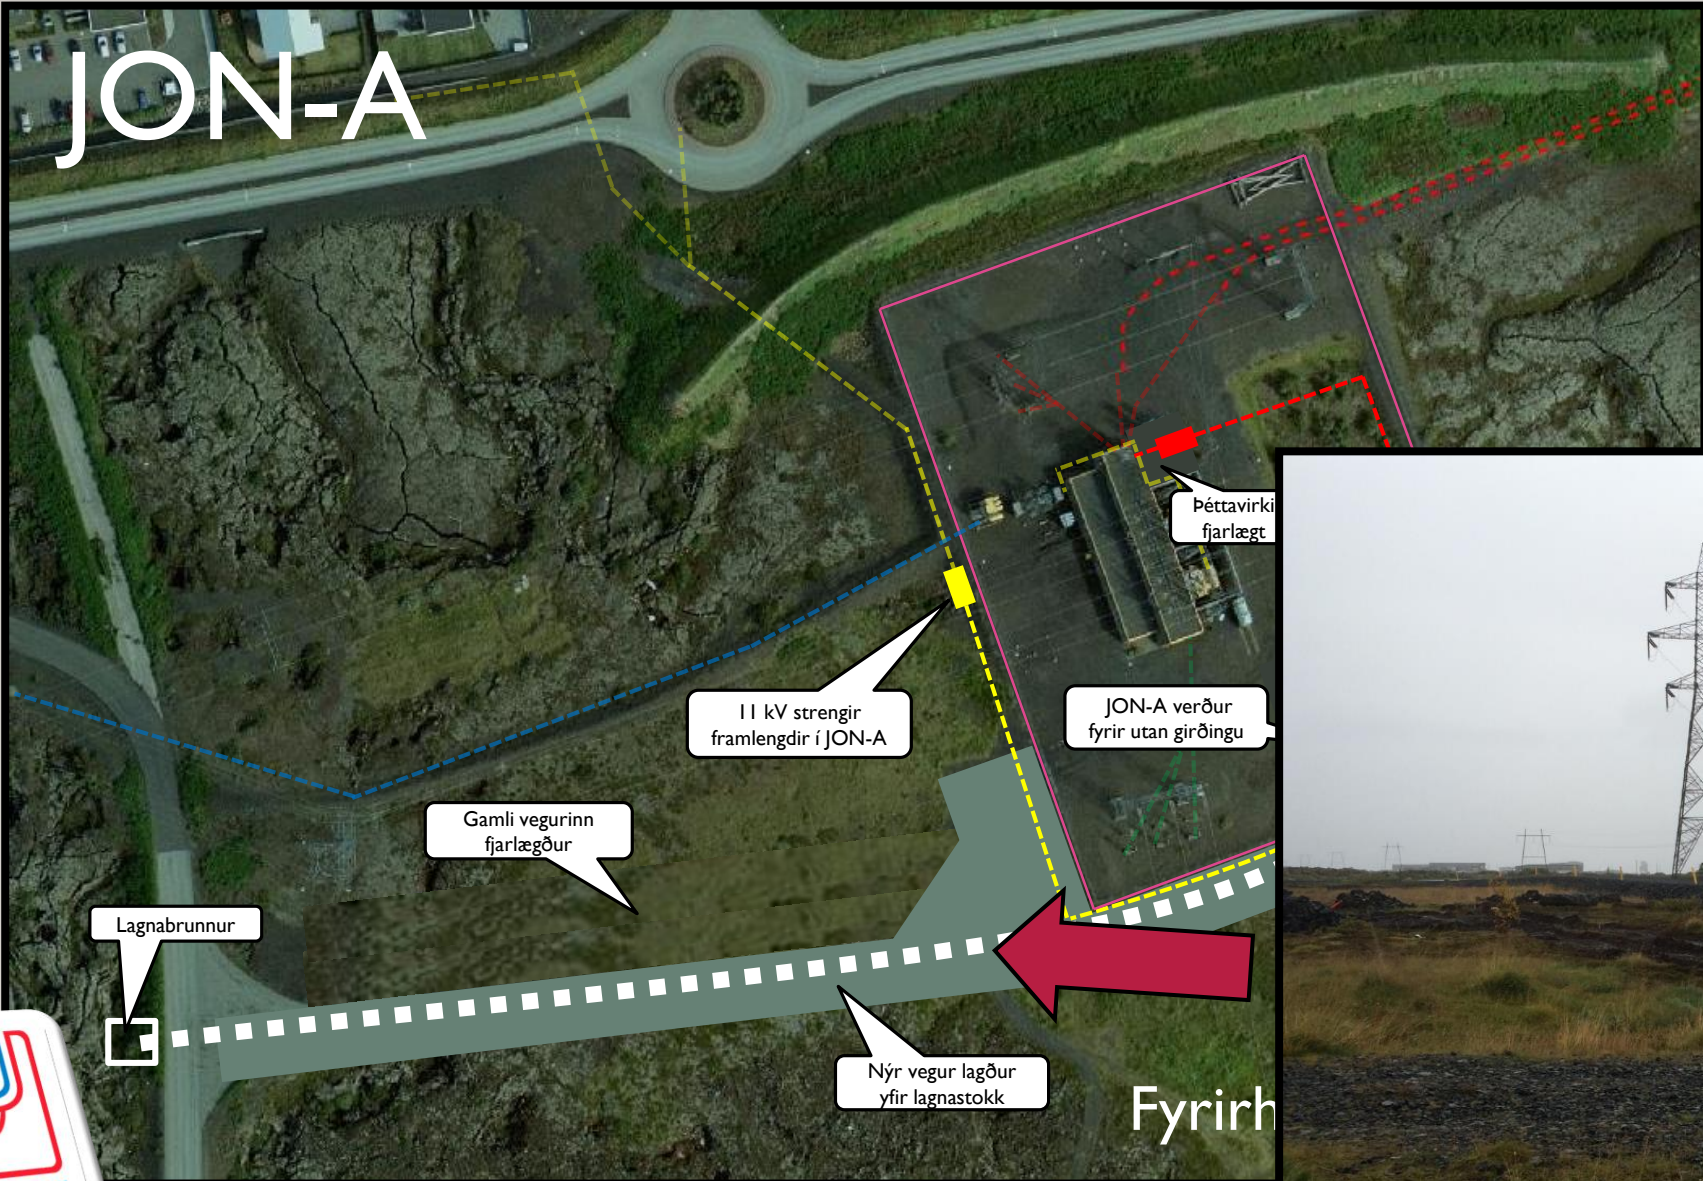 JON-A
Þéttavirki
fjarlægt
11 kV strengir
framlengdir í JON-A
JON-A verður
fyrir utan girðingu
Gamli vegurinn
fjarlægður
Lagnabrunnur
Nýr vegur lagður
yfir lagnastokk
Fyrirh